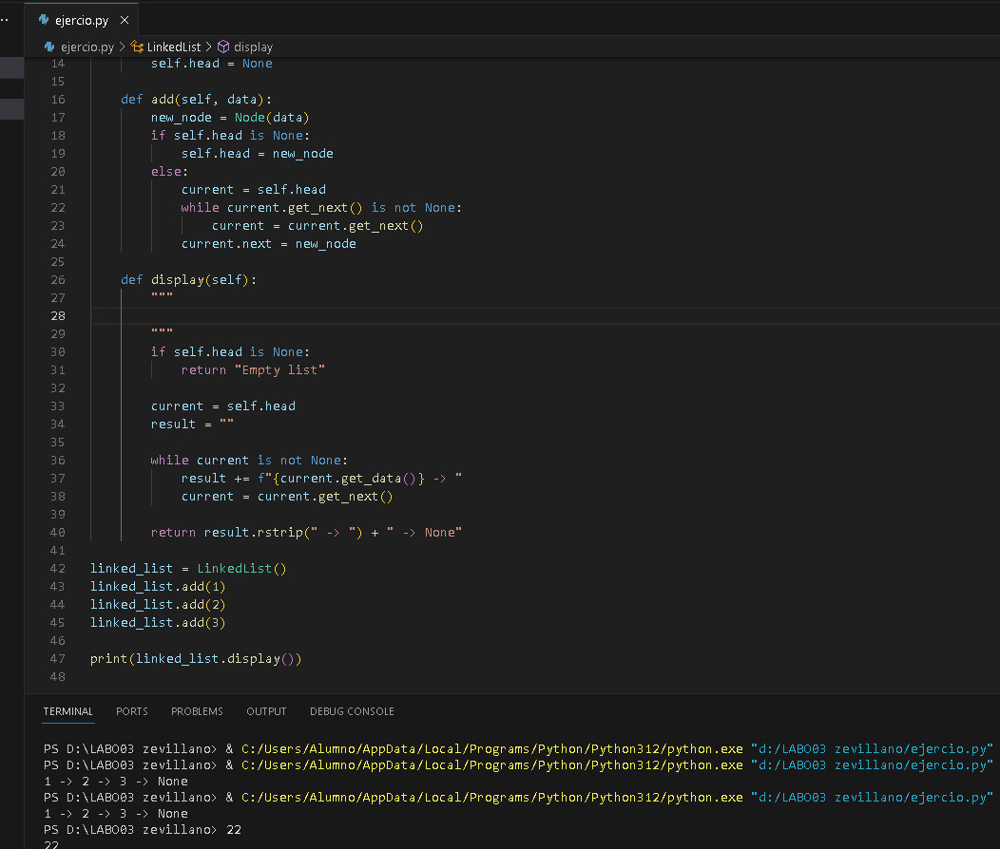 ejercio.py
ejercio.py > LinkedList > display
14 self.head = None
15
16 def add(self, data):
17 new_node = Node(data)
18 if self.head is None:
19 self.head = new_node
20 else:
21 current = self.head
22 while current.get_next() is not None:
23 current = current.get_next()
24 current.next = new_node
25
26 def display(self):
27 """
28
29 """
30 if self.head is None:
31 return "Empty list"
32
33 current = self.head
34 result = ""
35
36 while current is not None:
37 result += f"{current.get_data()} -> "
38 current = current.get_next()
39
40 return result.rstrip(" -> ") + " -> None"
41
42 linked_list = LinkedList()
43 linked_list.add(1)
44 linked_list.add(2)
45 linked_list.add(3)
46
47 print(linked_list.display())
48
TERMINAL PORTS PROBLEMS OUTPUT DEBUG CONSOLE
PS D:\LABO03 zevillano> & C:/Users/Alumno/AppData/Local/Programs/Python/Python312/python.exe "d:/LABO03 zevillano/ejercio.py"
PS D:\LABO03 zevillano> & C:/Users/Alumno/AppData/Local/Programs/Python/Python312/python.exe "d:/LABO03 zevillano/ejercio.py"
1 -> 2 -> 3 -> None
PS D:\LABO03 zevillano> & C:/Users/Alumno/AppData/Local/Programs/Python/Python312/python.exe "d:/LABO03 zevillano/ejercio.py"
1 -> 2 -> 3 -> None
PS D:\LABO03 zevillano> 22
22